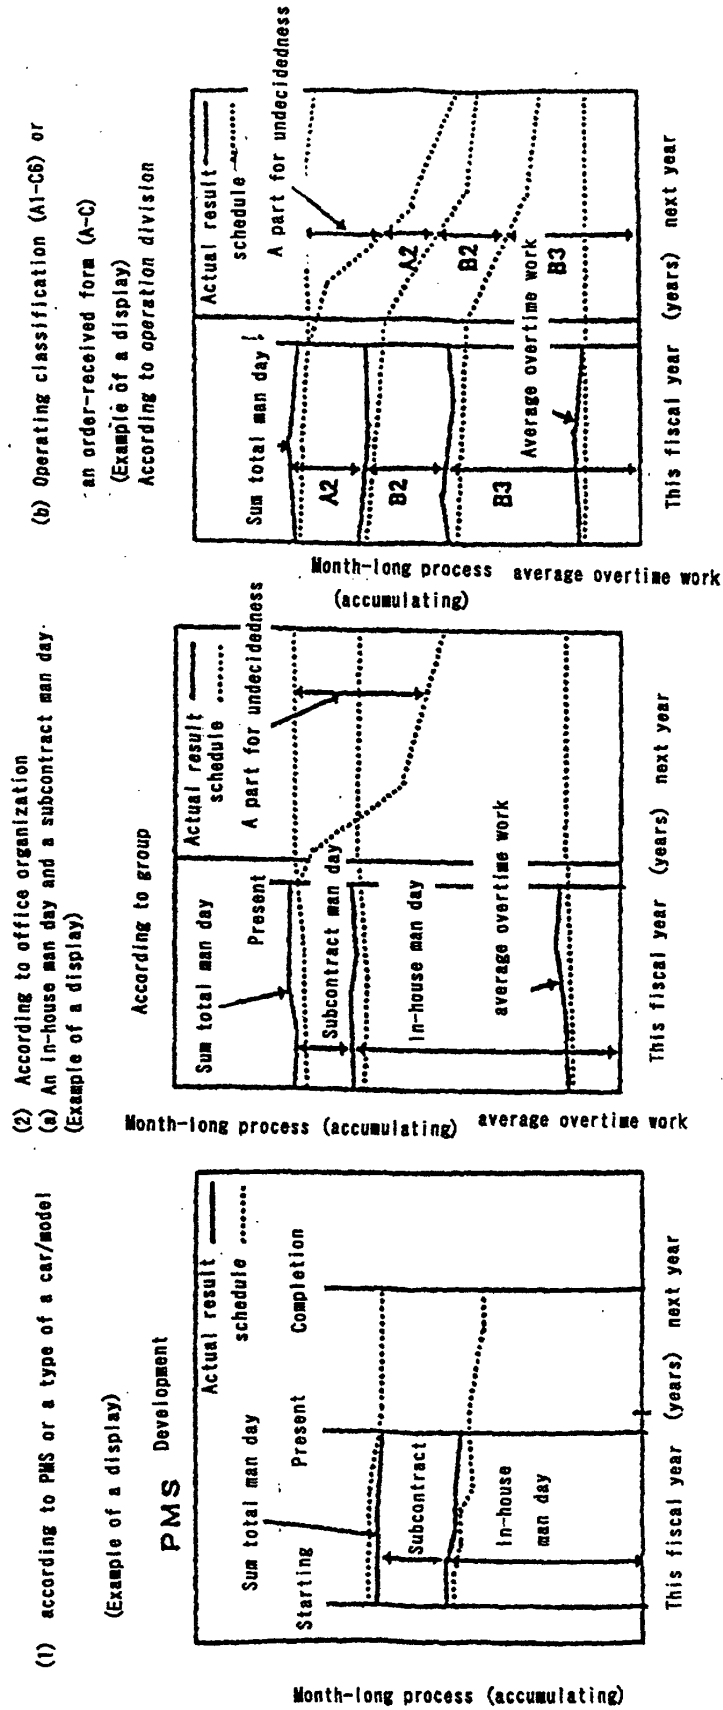 (1) according to PMS or a type of a car/model
(Example of a display)
PMS Development
Actual result
schedule
Sum total man day
Starting
Present
Completion
Subcontract
In-house
man day
This fiscal year (years) next year
Month-long process (accumulating)
(2) According to office organization
(a) An in-house man day and a subcontract man day
(Example of a display)
According to group
Actual result
schedule
Sum total man day
Present
A part for undecidedness
Subcontract man day
In-house man day
average overtime work
This fiscal year (years) next year
Month-long process (accumulating) average overtime work
(b) Operating classification (A1-C6) or
an order-received form (A-C)
(Example of a display)
According to operation division
Actual result
schedule
Sum total man day
A part for undecidedness
A2
B2
B3
A2
B2
B3
Average overtime work
This fiscal year (years) next year
Month-long process average overtime work
(accumulating)